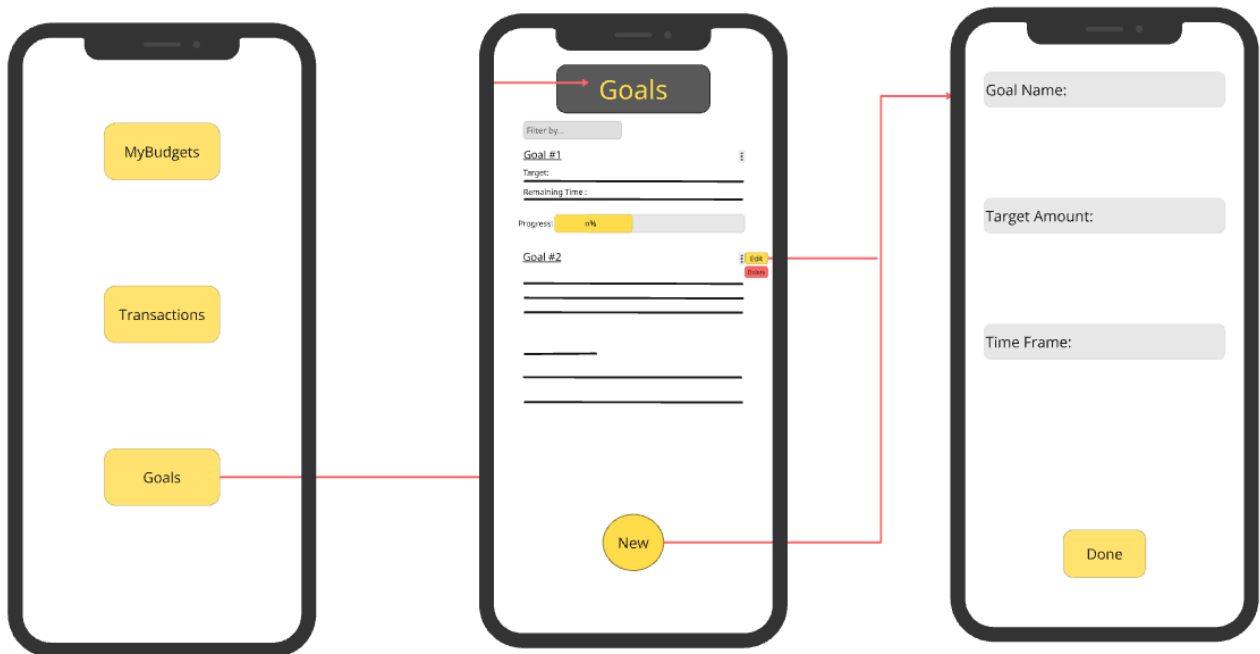 MyBudgets
Transactions
Goals
Goals
Filter by...
Goal #1
Target:
Remaining Time :
Progress:
n%
Goal #2
Edit
New
Goal Name:
Target Amount:
Time Frame:
Done